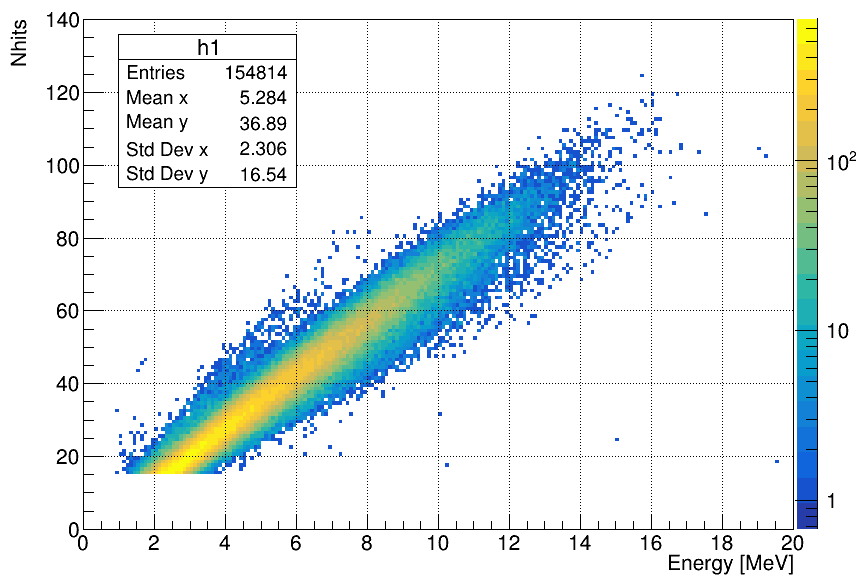 Nhits
140
120
100
80
60
40
20
0
h1
Entries 154814
Mean x 5.284
Mean y 36.89
Std Dev x 2.306
Std Dev y 16.54
10²
10
1
0 2 4 6 8 10 12 14 16 18 20
Energy [MeV]